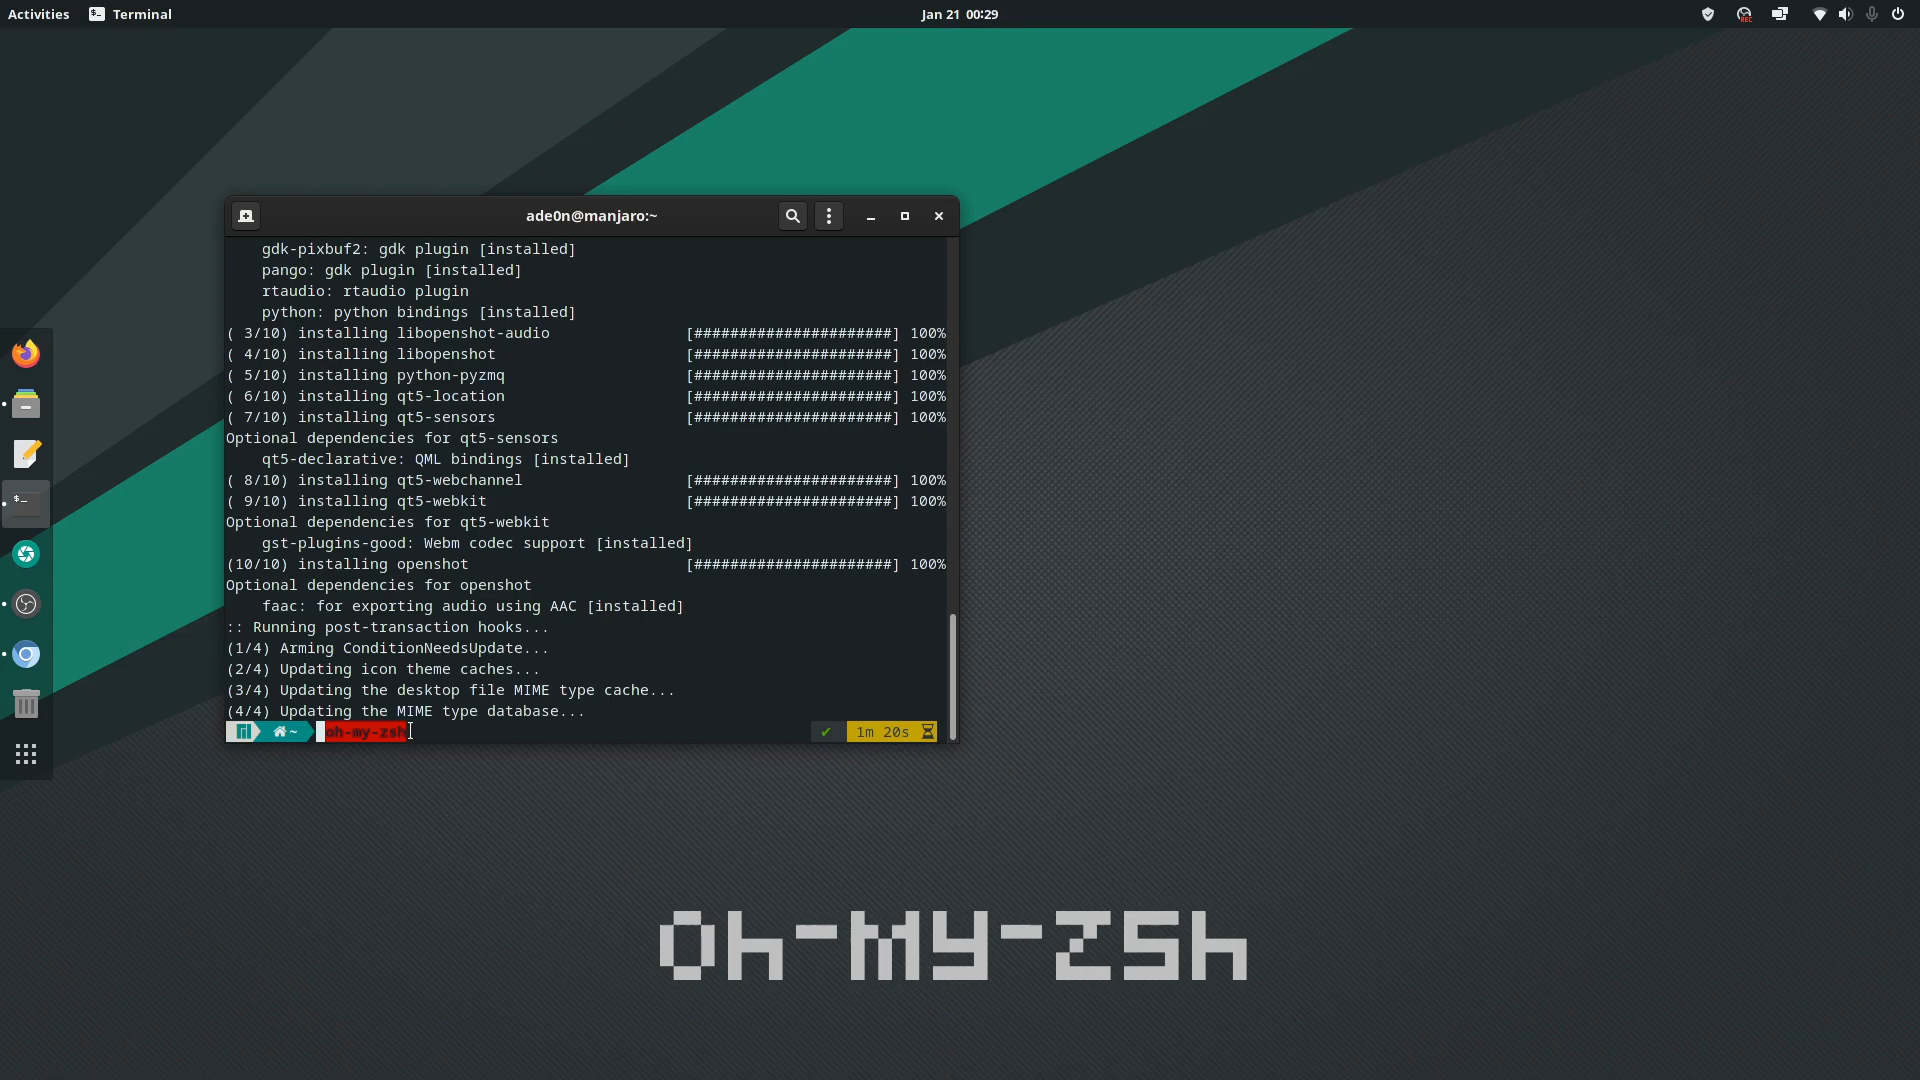 Activities Terminal Jan 21 00:29
REC
ade0n@manjaro:~
gdk-pixbuf2: gdk plugin [installed]
pango: gdk plugin [installed]
rtaudio: rtaudio plugin
python: python bindings [installed]
( 3/10) installing libopenshot-audio [######################] 100%
( 4/10) installing libopenshot [######################] 100%
( 5/10) installing python-pyzmq [######################] 100%
( 6/10) installing qt5-location [######################] 100%
( 7/10) installing qt5-sensors [######################] 100%
Optional dependencies for qt5-sensors
qt5-declarative: QML bindings [installed]
( 8/10) installing qt5-webchannel [######################] 100%
( 9/10) installing qt5-webkit [######################] 100%
Optional dependencies for qt5-webkit
gst-plugins-good: Webm codec support [installed]
(10/10) installing openshot [######################] 100%
Optional dependencies for openshot
faac: for exporting audio using AAC [installed]
:: Running post-transaction hooks...
(1/4) Arming ConditionNeedsUpdate...
(2/4) Updating icon theme caches...
(3/4) Updating the desktop file MIME type cache...
(4/4) Updating the MIME type database...
~ oh-my-zsh ✔ 1m 20s
oh-my-zsh